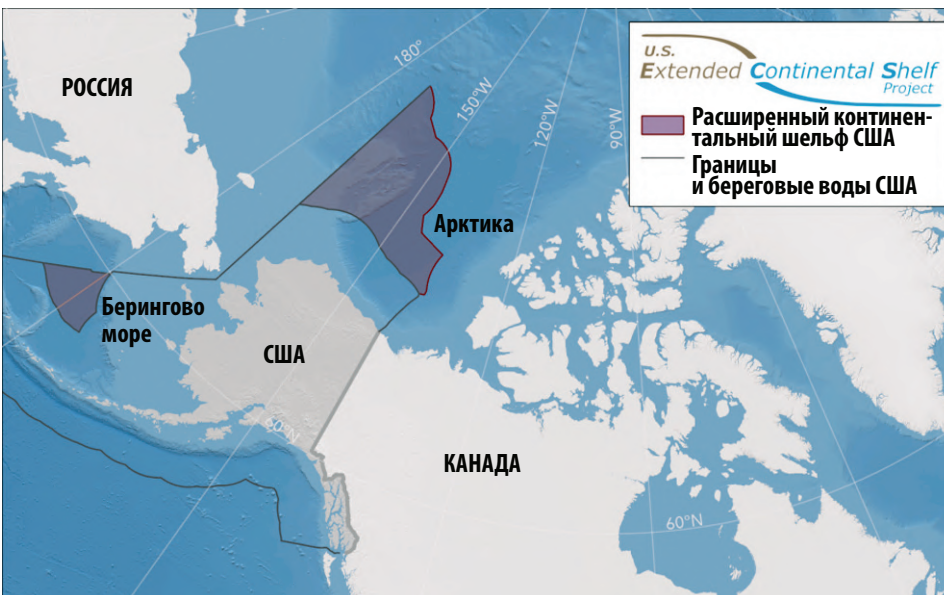 U.S.
Extended Continental Shelf
Project
Расширенный континен-
тальный шельф США
Границы
и береговые воды США
РОССИЯ
180°
150°W
120°W
90°W
Арктика
Берингово
море
США
60°N
КАНАДА
60°N